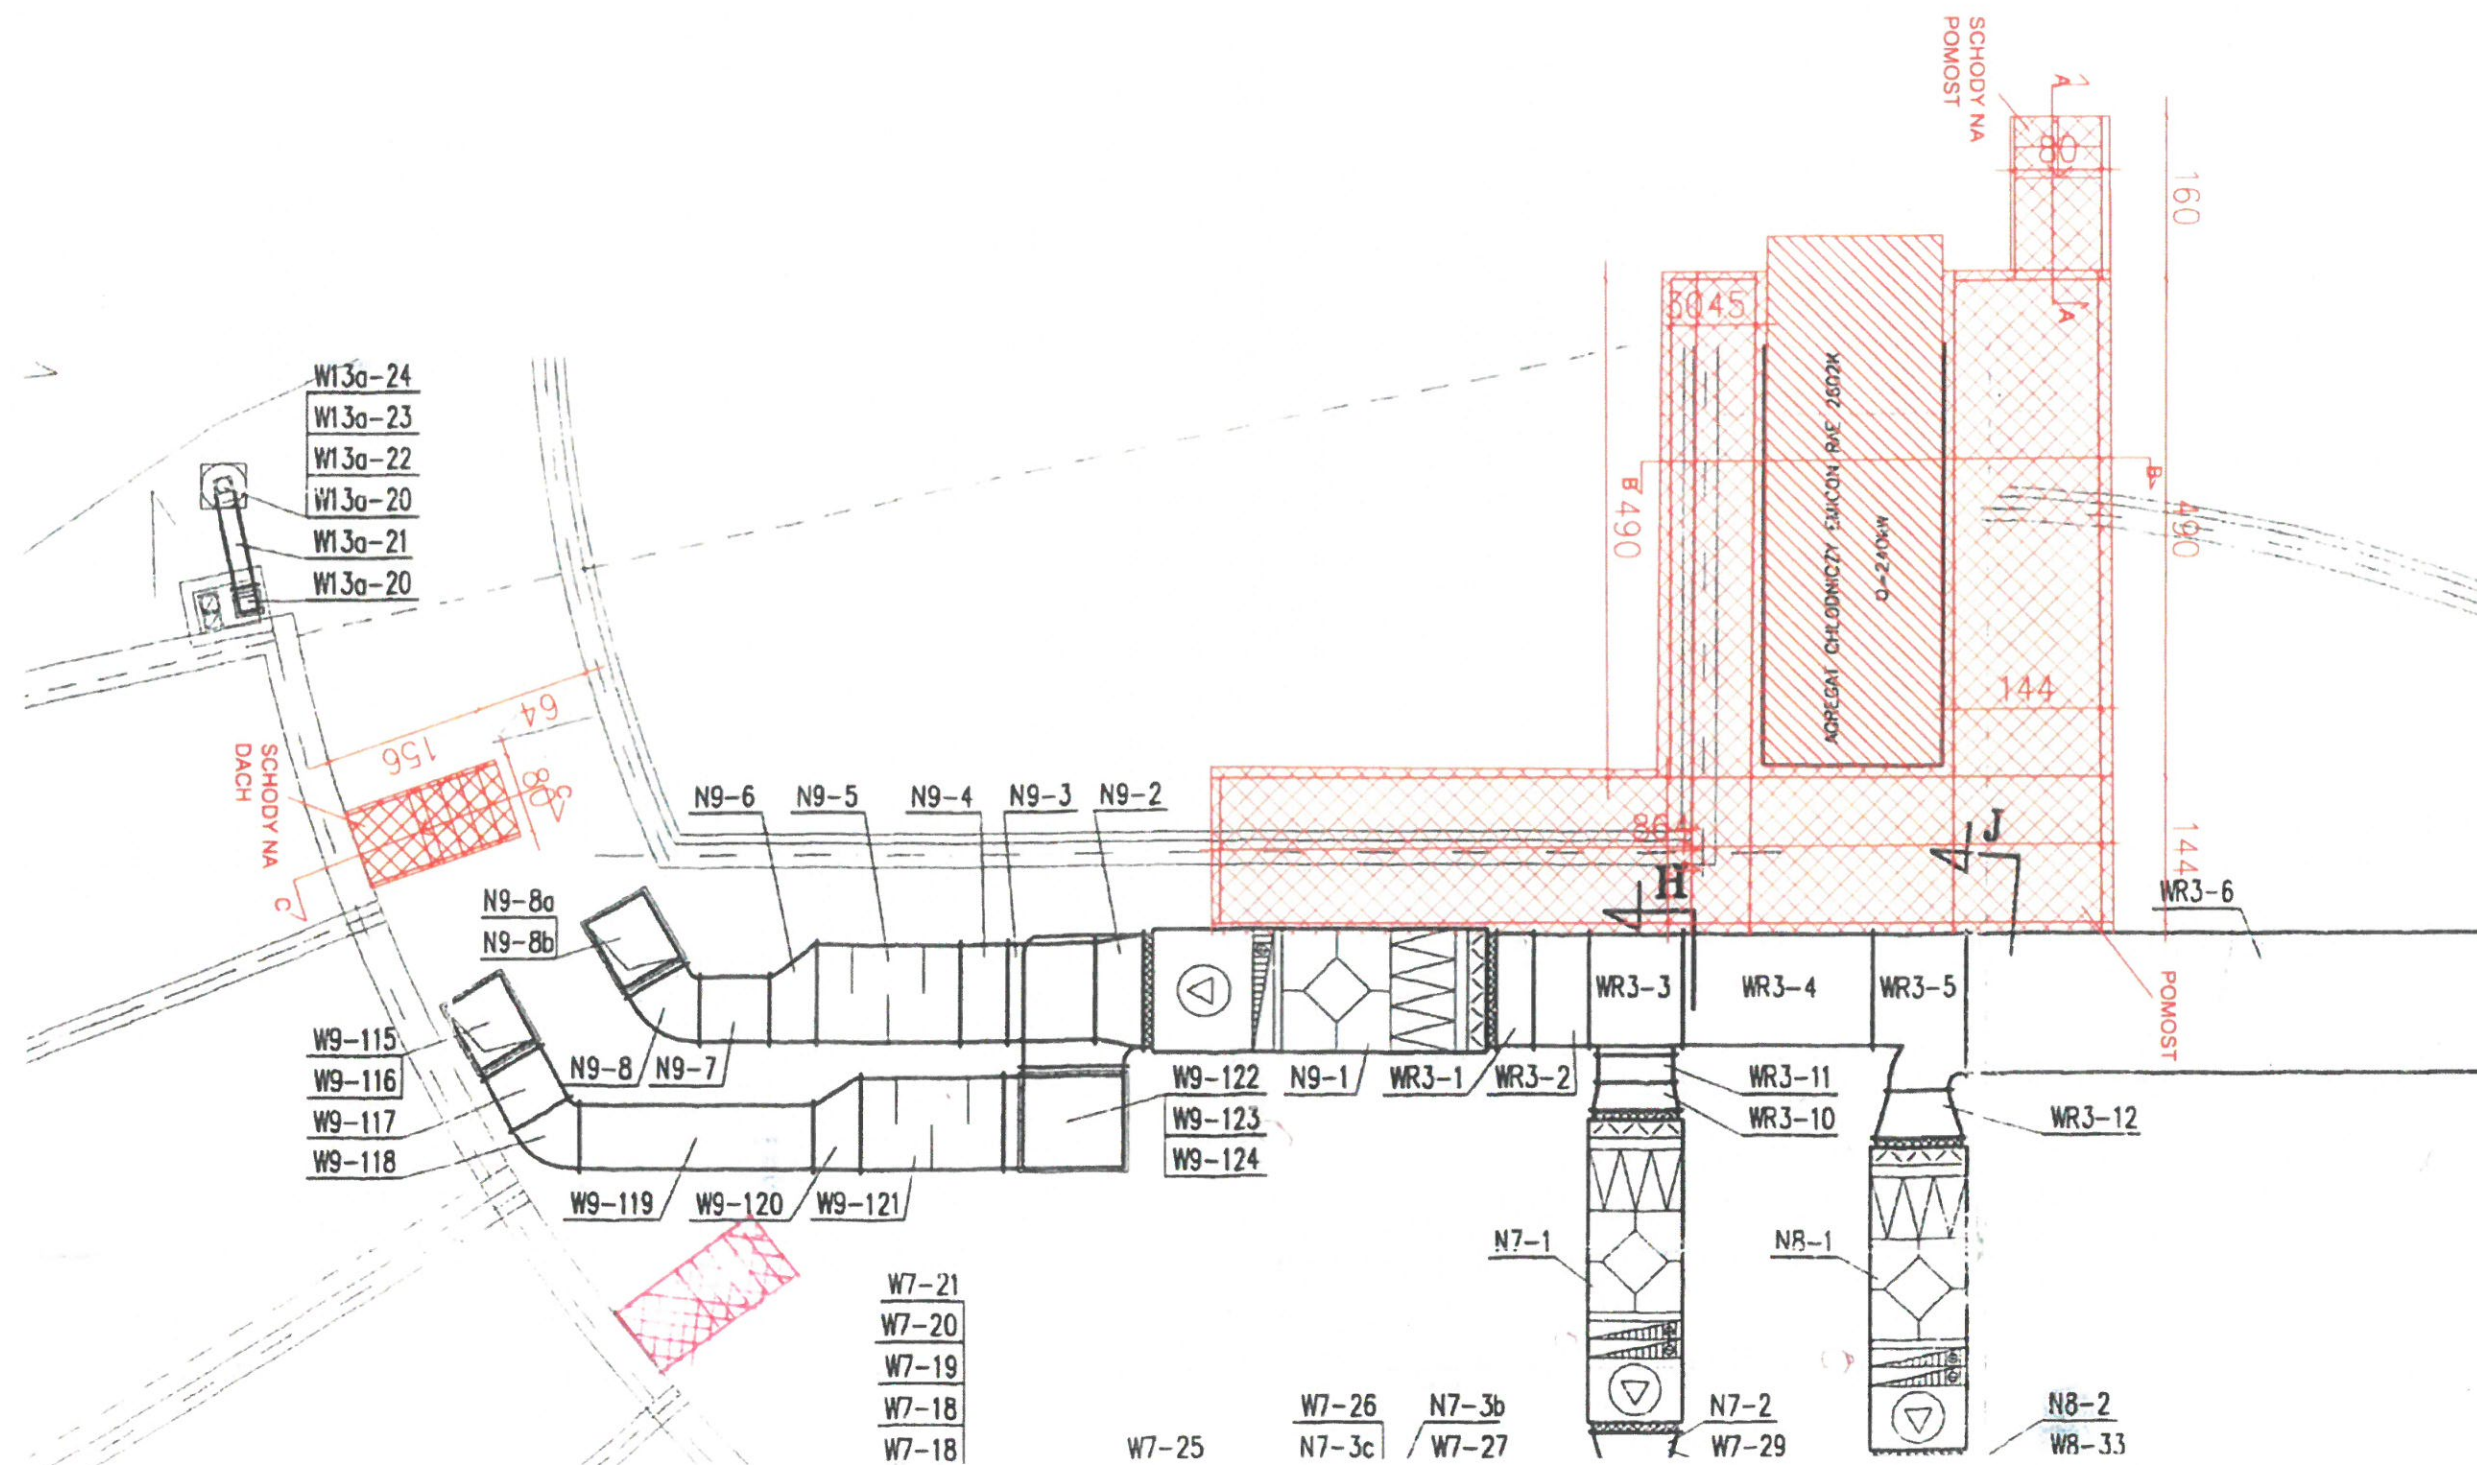 SCHODY NA
POMOST
A
80
160
A
3045
W13a-24
W13a-23
W13a-22
W13a-20
W13a-21
W13a-20
AGREGAT CHLODNICZY EMICON RAE 2602K
Q-240kW
B
B
490
490
144
64
156
80
C
SCHODY NA
DACH
C
N9-6
N9-5
N9-4
N9-3
N9-2
J
144
H
WR3-6
N9-8a
N9-8b
WR3-3
WR3-4
WR3-5
POMOST
W9-115
W9-116
W9-117
W9-118
N9-8
N9-7
W9-122
W9-123
W9-124
N9-1
WR3-1
WR3-2
WR3-11
WR3-10
WR3-12
W9-119
W9-120
W9-121
N7-1
N8-1
W7-21
W7-20
W7-19
W7-18
W7-18
W7-25
W7-26
N7-3c
N7-3b
W7-27
N7-2
W7-29
N8-2
W8-33